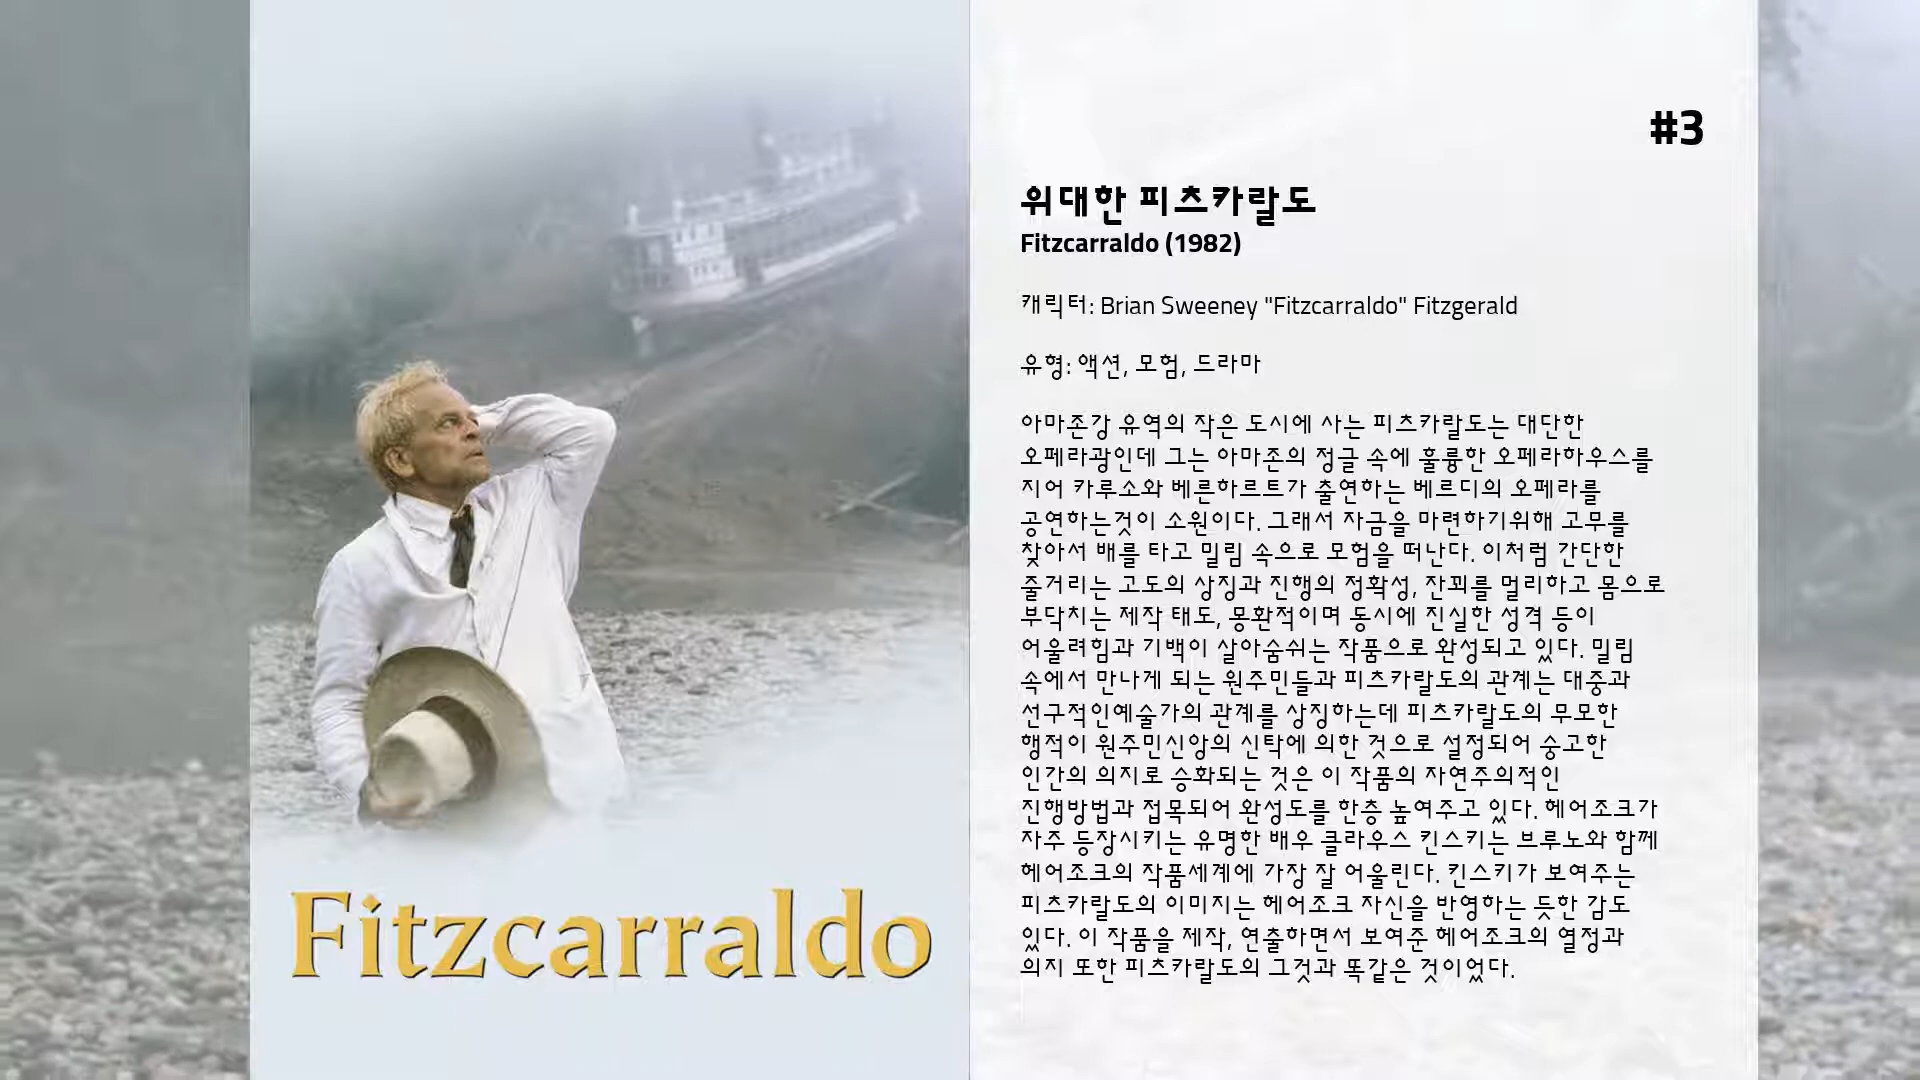 Fitzcarraldo
#3
위대한 피츠카랄도
Fitzcarraldo (1982)
캐릭터: Brian Sweeney "Fitzcarraldo" Fitzgerald
유형: 액션, 모험, 드라마
아마존강 유역의 작은 도시에 사는 피츠카랄도는 대단한
오페라광인데 그는 아마존의 정글 속에 훌륭한 오페라하우스를
지어 카루소와 베른하르트가 출연하는 베르디의 오페라를
공연하는것이 소원이다. 그래서 자금을 마련하기위해 고무를
찾아서 배를 타고 밀림 속으로 모험을 떠난다. 이처럼 간단한
줄거리는 고도의 상징과 진행의 정확성, 잔꾀를 멀리하고 몸으로
부닥치는 제작 태도, 몽환적이며 동시에 진실한 성격 등이
어울려힘과 기백이 살아숨쉬는 작품으로 완성되고 있다. 밀림
속에서 만나게 되는 원주민들과 피츠카랄도의 관계는 대중과
선구적인예술가의 관계를 상징하는데 피츠카랄도의 무모한
행적이 원주민신앙의 신탁에 의한 것으로 설정되어 숭고한
인간의 의지로 승화되는 것은 이 작품의 자연주의적인
진행방법과 접목되어 완성도를 한층 높여주고 있다. 헤어조크가
자주 등장시키는 유명한 배우 클라우스 킨스키는 브루노와 함께
헤어조크의 작품세계에 가장 잘 어울린다. 킨스키가 보여주는
피츠카랄도의 이미지는 헤어조크 자신을 반영하는 듯한 감도
있다. 이 작품을 제작, 연출하면서 보여준 헤어조크의 열정과
의지 또한 피츠카랄도의 그것과 똑같은 것이었다.